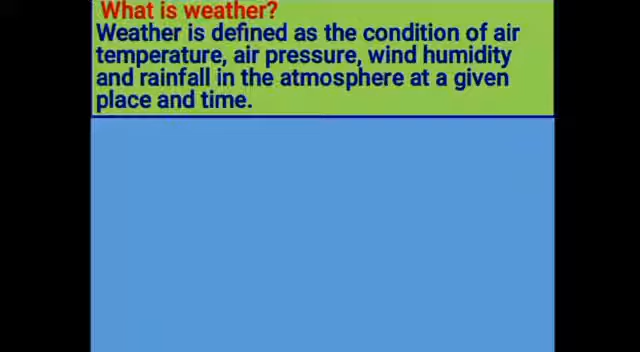 What is weather?
Weather is defined as the condition of air
temperature, air pressure, wind humidity
and rainfall in the atmosphere at a given
place and time.